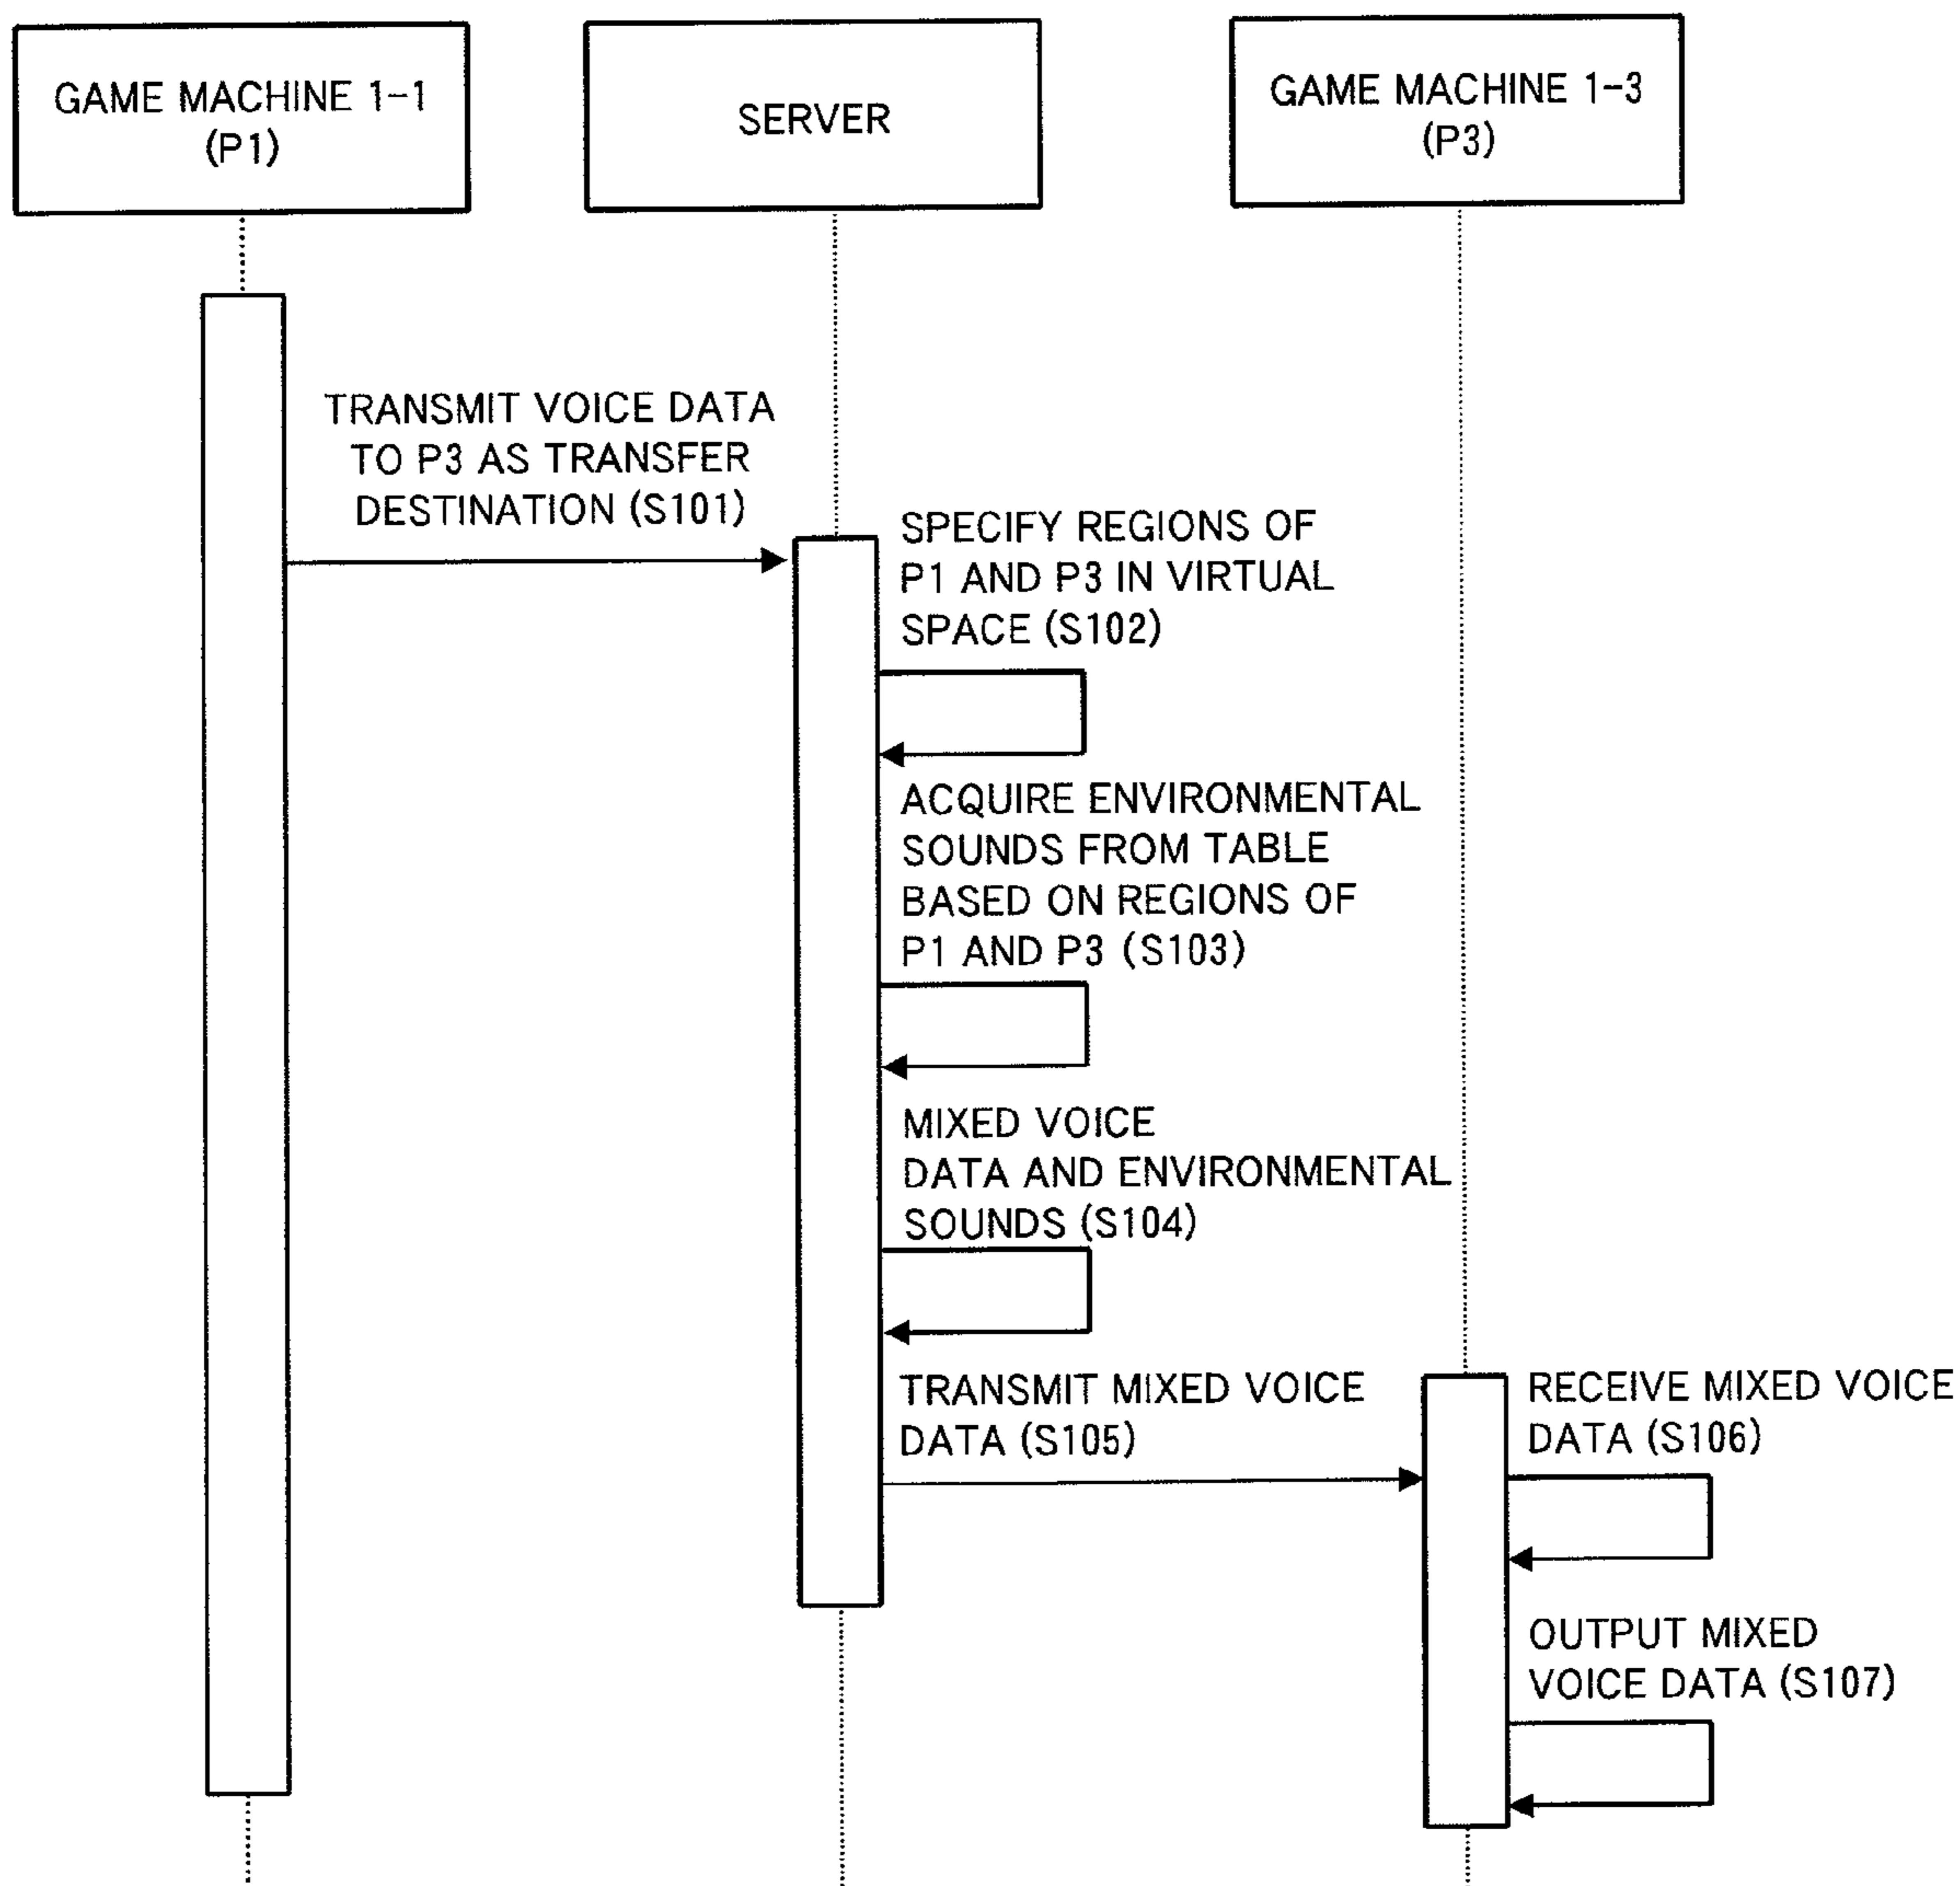 GAME MACHINE 1-1
(P1)
SERVER
GAME MACHINE 1-3
(P3)
TRANSMIT VOICE DATA
TO P3 AS TRANSFER
DESTINATION (S101)
SPECIFY REGIONS OF
P1 AND P3 IN VIRTUAL
SPACE (S102)
ACQUIRE ENVIRONMENTAL
SOUNDS FROM TABLE
BASED ON REGIONS OF
P1 AND P3 (S103)
MIXED VOICE
DATA AND ENVIRONMENTAL
SOUNDS (S104)
TRANSMIT MIXED VOICE
DATA (S105)
RECEIVE MIXED VOICE
DATA (S106)
OUTPUT MIXED
VOICE DATA (S107)